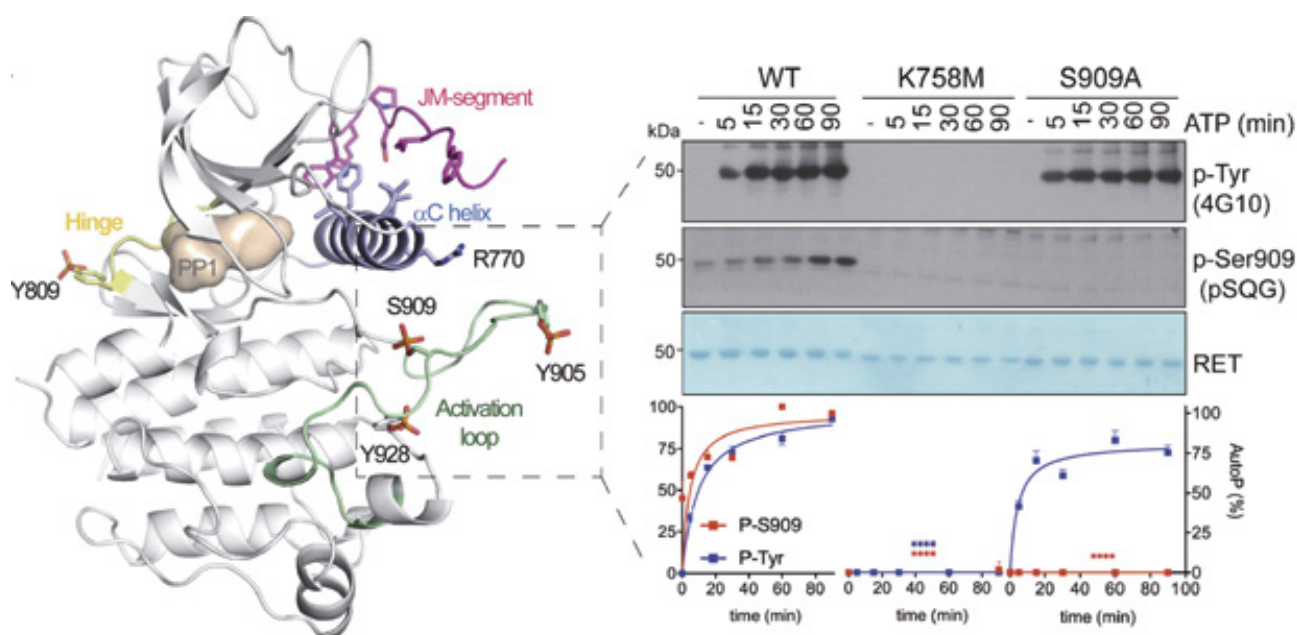 JM-segment
αC helix
Hinge
PP1
R770
Y809
S909
Y905
Activation
loop
Y928
WT K758M S909A
- 5 15 30 60 90 - 5 15 30 60 90 - 5 15 30 60 90 ATP (min)
kDa
50 p-Tyr
(4G10)
50 p-Ser909
(pSQG)
50 RET
100 75 50 25 0
P-S909
P-Tyr
****
****
****
100 75 50 25 0
AutoP (%)
0 20 40 60 80 0 20 40 60 80 0 20 40 60 80 100
time (min) time (min) time (min)